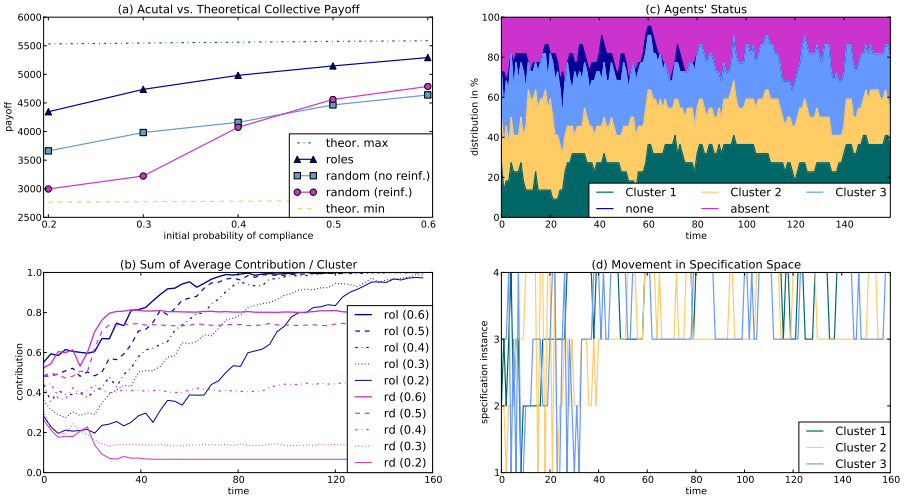 (a) Acutal vs. Theoretical Collective Payoff
6000
5500
5000
4500
4000
3500
3000
2500
payoff
0.2
0.3
0.4
0.5
0.6
initial probability of compliance
theor. max
roles
random (no reinf.)
random (reinf.)
theor. min
(c) Agents' Status
100
80
60
40
20
0
distribution in %
0
20
40
60
80
100
120
140
time
Cluster 1
Cluster 2
Cluster 3
none
absent
(b) Sum of Average Contribution / Cluster
1.0
0.8
0.6
0.4
0.2
0.0
contribution
0
40
80
120
160
time
rol (0.6)
rol (0.5)
rol (0.4)
rol (0.3)
rol (0.2)
rd (0.6)
rd (0.5)
rd (0.4)
rd (0.3)
rd (0.2)
(d) Movement in Specification Space
4
3
2
1
specification instance
0
20
40
60
80
100
120
140
160
time
Cluster 1
Cluster 2
Cluster 3